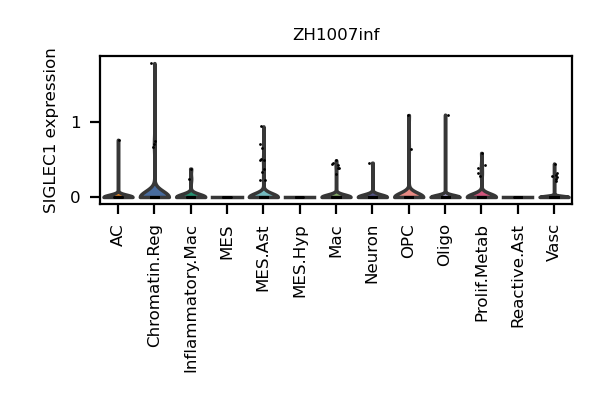 ZH1007inf
SIGLEC1 expression
1
0
AC
Chromatin.Reg
Inflammatory.Mac
MES
MES.Ast
MES.Hyp
Mac
Neuron
OPC
Oligo
Prolif.Metab
Reactive.Ast
Vasc